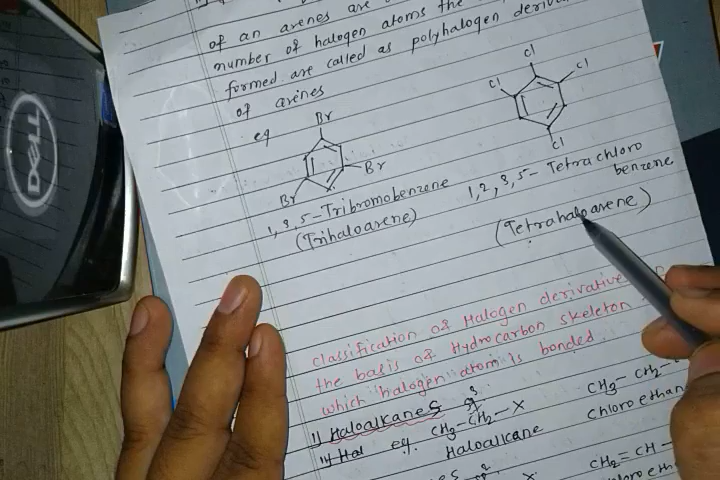 of an arenes are
number of halogen atoms the
formed are called as polyhalogen
of arenes
eg
Br
Br
Br
1,3,5-Tribromobenzene
(Trihaloarene)
Cl
Cl
Cl
Cl
1,2,3,5-Tetrachloro
benzene
(Tetrahaloarene)
DELL
classification of Halogen derivative
the basis of Hydrocarbon skeleton
which halogen atom is bonded.
1) Haloalkanes
eg. CH3-CH2-X
Haloalkane
CH3-CH2-
chloroethan
CH2=CH-